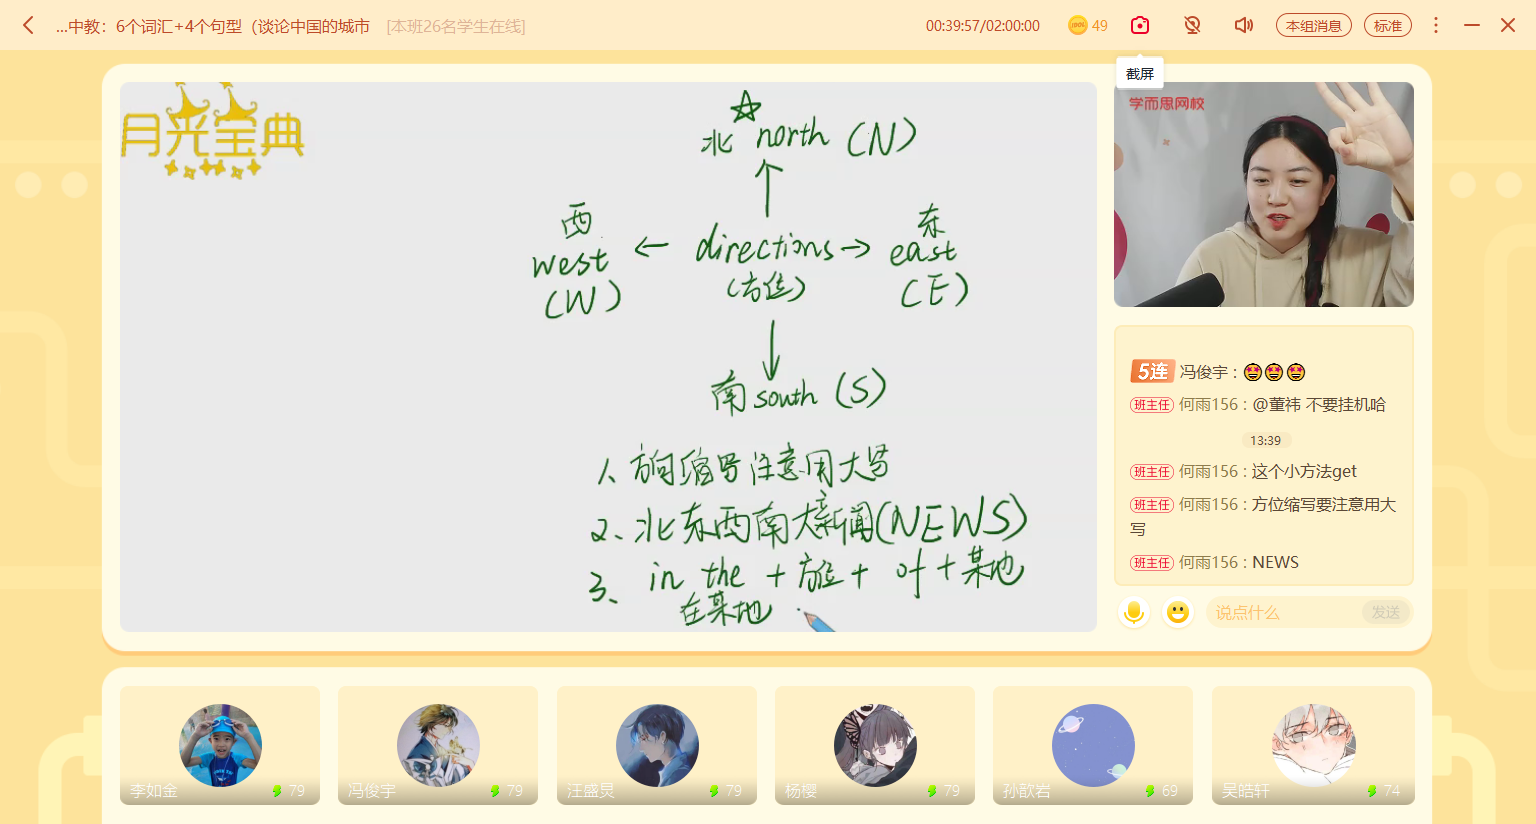 ...中教：6个词汇+4个句型（谈论中国的城市
[本班26名学生在线]
00:39:57/02:00:00
100%
49
本组消息
标准
截屏
月光宝典
学而思网校
北 north (N)
西
west
(W)
directions
(方位)
东
east
(E)
南 south (S)
1、方向缩写注意用大写
2、北东西南大新闻(NEWS)
3、in the + 方位 + of + 某地
在某地
5连 冯俊宇：
班主任 何雨156：@董祎 不要挂机哈
13:39
班主任 何雨156：这个小方法get
班主任 何雨156：方位缩写要注意用大
写
班主任 何雨156：NEWS
说点什么
发送
李如金 79
冯俊宇 79
汪盛炅 79
杨樱 79
孙歆岩 69
吴皓轩 74